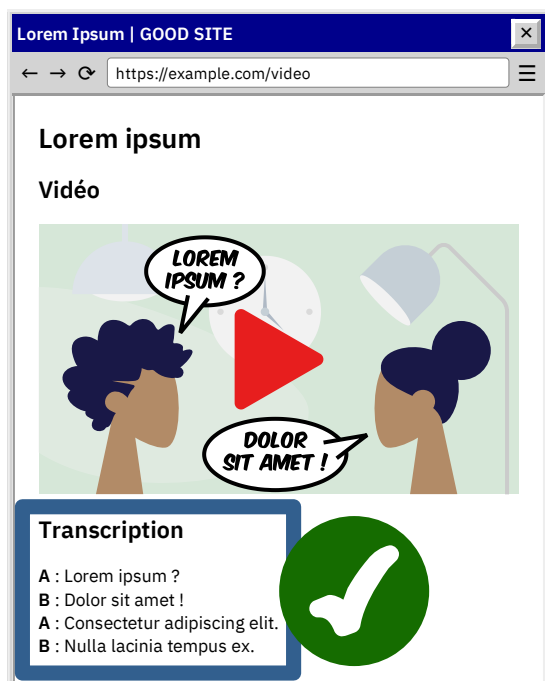 Lorem Ipsum | GOOD SITE
https://example.com/video
Lorem ipsum
Vidéo
LOREM
IPSUM ?
DOLOR
SIT AMET !
Transcription
A : Lorem ipsum ?
B : Dolor sit amet !
A : Consectetur adipiscing elit.
B : Nulla lacinia tempus ex.